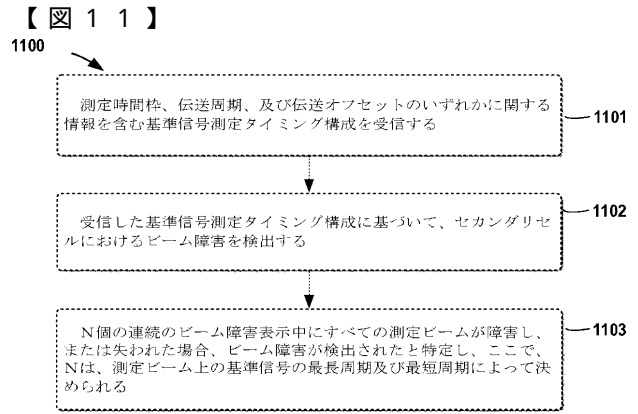 【図１１】
1100
測定時間枠、伝送周期、及び伝送オフセットのいずれかに関する
情報を含む基準信号測定タイミング構成を受信する
1101
受信した基準信号測定タイミング構成に基づいて、セカンダリセ
ルにおけるビーム障害を検出する
1102
Ｎ個の連続のビーム障害表示中にすべての測定ビームが障害し、
または失われた場合、ビーム障害が検出されたと特定し、ここで、
Ｎは、測定ビーム上の基準信号の最長周期及び最短周期によって決
められる
1103